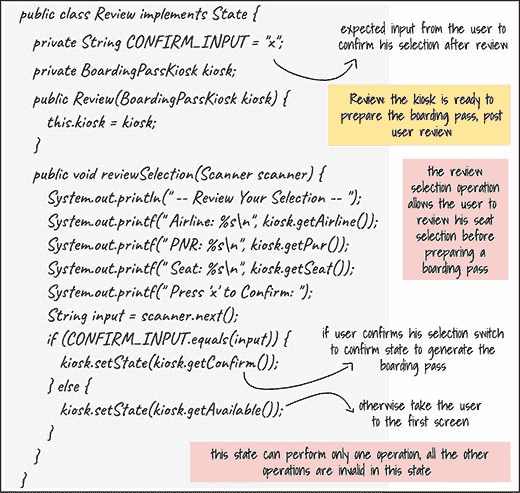 public class Review implements State {
private String CONFIRM_INPUT = "x";
private BoardingPassKiosk kiosk;
public Review(BoardingPassKiosk kiosk) {
this.kiosk = kiosk;
}
public void reviewSelection(Scanner scanner) {
System.out.println(" -- Review Your Selection -- ");
System.out.printf(" Airline: %s\n", kiosk.getAirline());
System.out.printf(" PNR: %s\n", kiosk.getPnr());
System.out.printf(" Seat: %s\n", kiosk.getSeat());
System.out.printf(" Press 'x' to Confirm: ");
String input = scanner.next();
if (CONFIRM_INPUT.equals(input)) {
kiosk.setState(kiosk.getConfirm());
} else {
kiosk.setState(kiosk.getAvailable());
}
}
}
expected input from the user to
confirm his selection after review
Review the kiosk is ready to
prepare the boarding pass, post
user review
the review
selection operation
allows the user to
review his seat
selection before
preparing a
boarding pass
if user confirms his selection switch
to confirm state to generate the
boarding pass
otherwise take the user
to the first screen
this state can perform only one operation, all the other
operations are invalid in this state